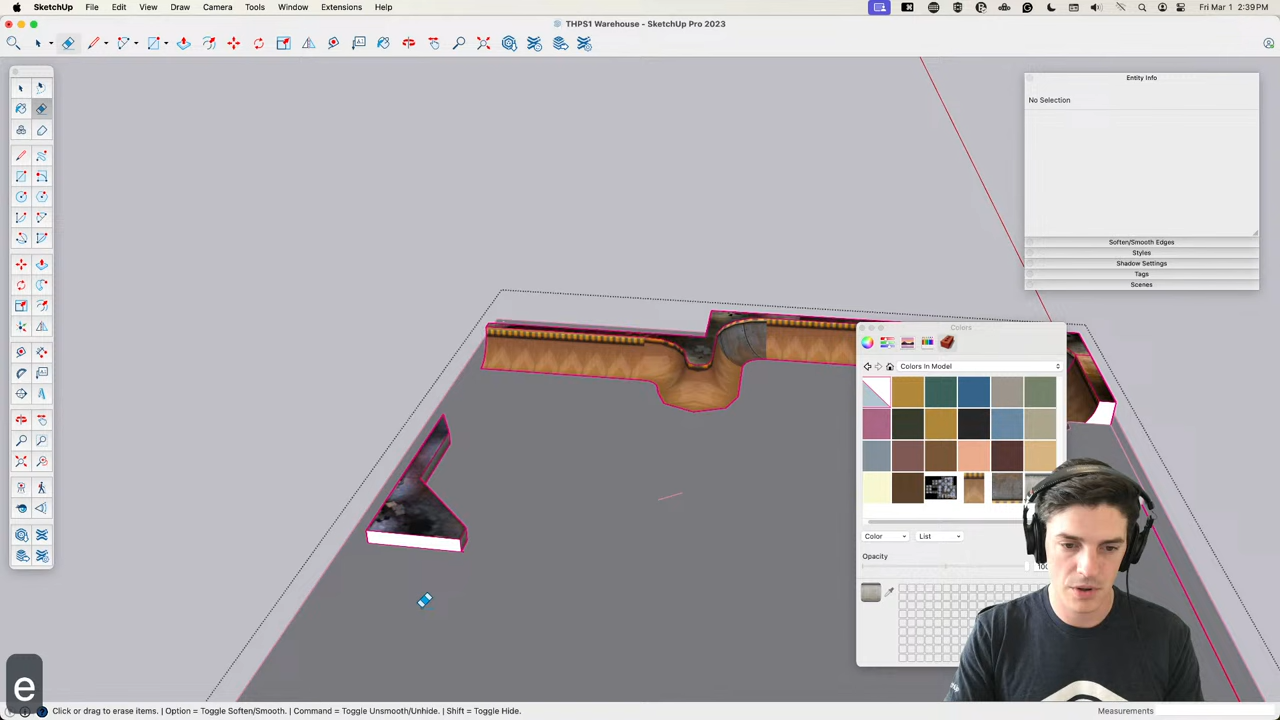 SketchUp File Edit View Draw Camera Tools Window Extensions Help Fri Mar 1 2:39 PM
THPS1 Warehouse - SketchUp Pro 2023
Entity Info
No Selection
Soften/Smooth Edges
Styles
Shadow Settings
Tags
Scenes
Colors
Colors In Model
Color List
Opacity
e
Click or drag to erase items. | Option = Toggle Soften/Smooth. | Command = Toggle Unsmooth/Unhide. | Shift = Toggle Hide. Measurements